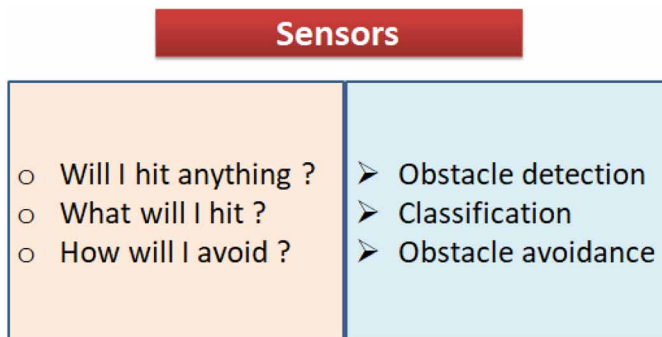 Sensors
o Will I hit anything ?
o What will I hit ?
o How will I avoid ?
➢ Obstacle detection
➢ Classification
➢ Obstacle avoidance